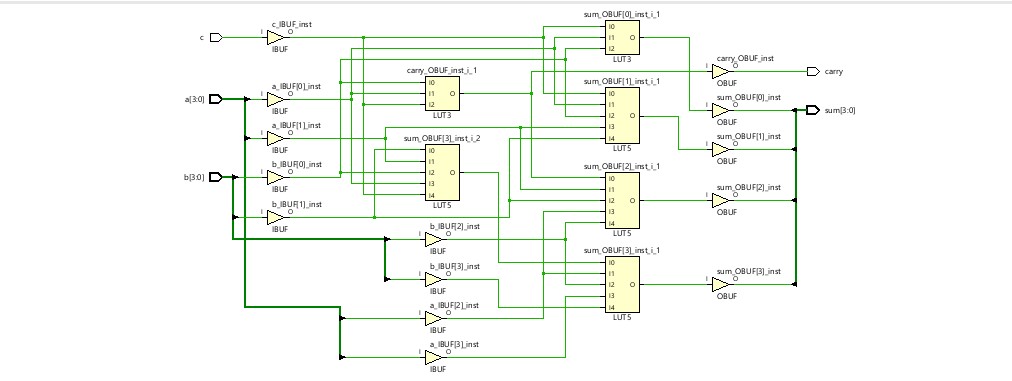 c
I
c_IBUF_inst
O
IBUF
a[3:0]
I
a_IBUF[0]_inst
O
IBUF
I
a_IBUF[1]_inst
O
IBUF
b[3:0]
I
b_IBUF[0]_inst
O
IBUF
I
b_IBUF[1]_inst
O
IBUF
carry_OBUF_inst_i_1
I0
I1
I2
O
LUT3
sum_OBUF[3]_inst_i_2
I0
I1
I2
I3
I4
O
LUT5
I
b_IBUF[2]_inst
O
IBUF
I
b_IBUF[3]_inst
O
IBUF
I
a_IBUF[2]_inst
O
IBUF
I
a_IBUF[3]_inst
O
IBUF
sum_OBUF[0]_inst_i_1
I0
I1
I2
O
LUT3
sum_OBUF[1]_inst_i_1
I0
I1
I2
I3
I4
O
LUT5
sum_OBUF[2]_inst_i_1
I0
I1
I2
I3
I4
O
LUT5
sum_OBUF[3]_inst_i_1
I0
I1
I2
I3
I4
O
LUT5
carry_OBUF_inst
I
O
OBUF
carry
sum_OBUF[0]_inst
I
O
OBUF
sum[3:0]
sum_OBUF[1]_inst
I
O
OBUF
sum_OBUF[2]_inst
I
O
OBUF
sum_OBUF[3]_inst
I
O
OBUF